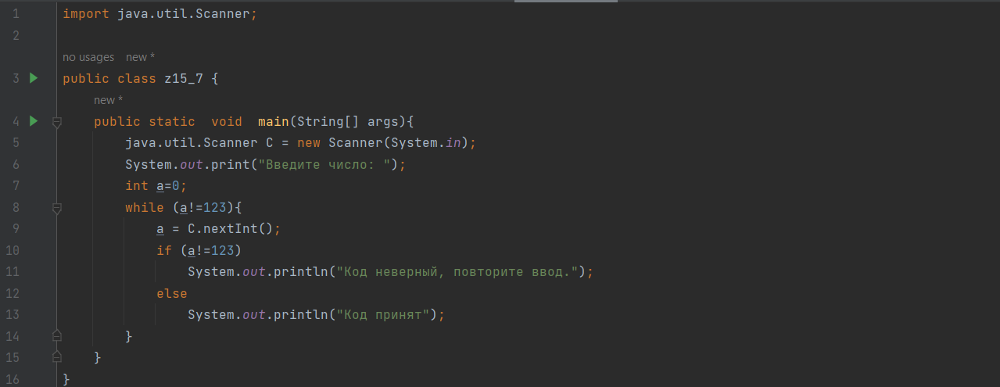 1 import java.util.Scanner;
2
no usages new *
3 public class z15_7 {
new *
4 public static  void  main(String[] args){
5 java.util.Scanner C = new Scanner(System.in);
6 System.out.print("Введите число: ");
7 int a=0;
8 while (a!=123){
9 a = C.nextInt();
10 if (a!=123)
11 System.out.println("Код неверный, повторите ввод.");
12 else
13 System.out.println("Код принят");
14 }
15 }
16 }